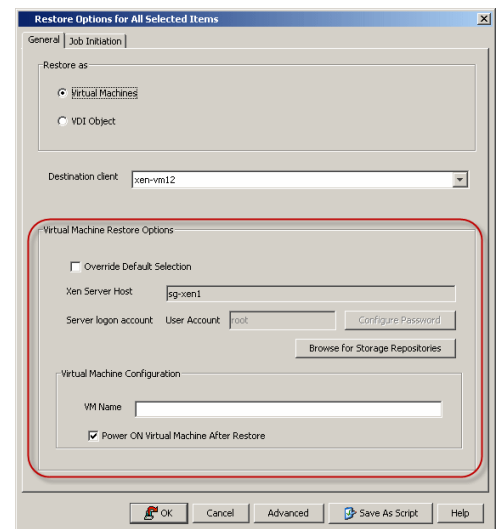 Restore Options for All Selected Items
General Job Initiation
Restore as
Virtual Machines
VDI Object
Destination client xen-vm12
Virtual Machine Restore Options
Override Default Selection
Xen Server Host sg-xen1
Server logon account User Account root Configure Password
Browse for Storage Repositories
Virtual Machine Configuration
VM Name
Power ON Virtual Machine After Restore
OK Cancel Advanced Save As Script Help